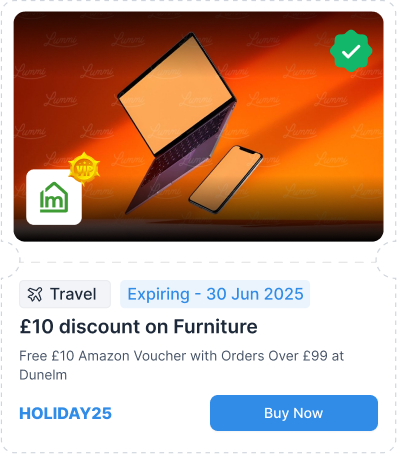 VIP
lm
Travel
Expiring - 30 Jun 2025
£10 discount on Furniture
Free £10 Amazon Voucher with Orders Over £99 at
Dunelm
HOLIDAY25
Buy Now